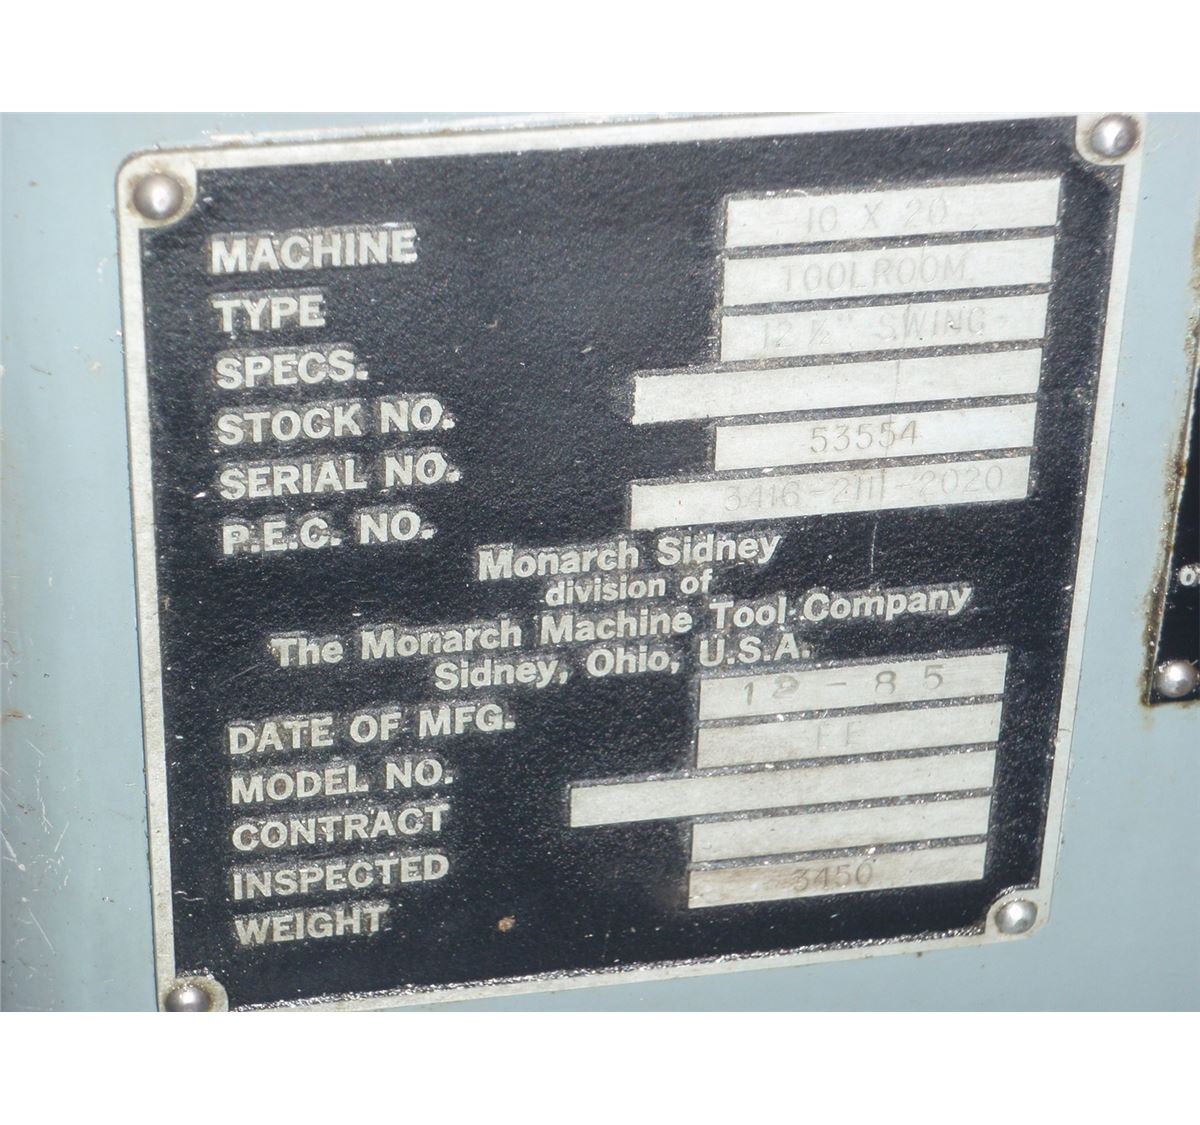 MACHINE 10 X 20
TYPE TOOLROOM
SPECS. 12 ½" SWING
STOCK NO.
SERIAL NO. 53554
P.E.C. NO. 3416-2111-2020
Monarch Sidney
division of
The Monarch Machine Tool Company
Sidney, Ohio, U.S.A.
DATE OF MFG. 12-85
MODEL NO. EE
CONTRACT
INSPECTED
WEIGHT 3450